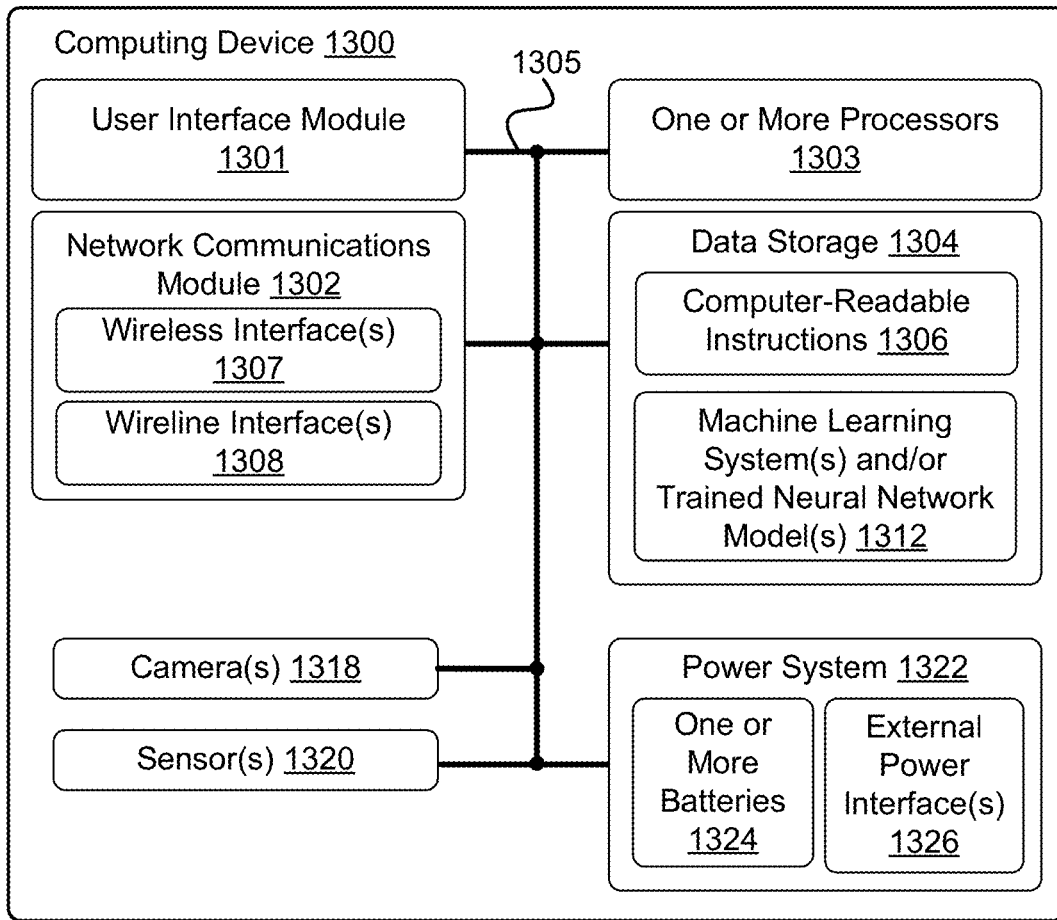 Computing Device 1300
1305
User Interface Module
1301
One or More Processors
1303
Network Communications
Module 1302
Wireless Interface(s)
1307
Wireline Interface(s)
1308
Data Storage 1304
Computer-Readable
Instructions 1306
Machine Learning
System(s) and/or
Trained Neural Network
Model(s) 1312
Camera(s) 1318
Sensor(s) 1320
Power System 1322
One or
More
Batteries
1324
External
Power
Interface(s)
1326